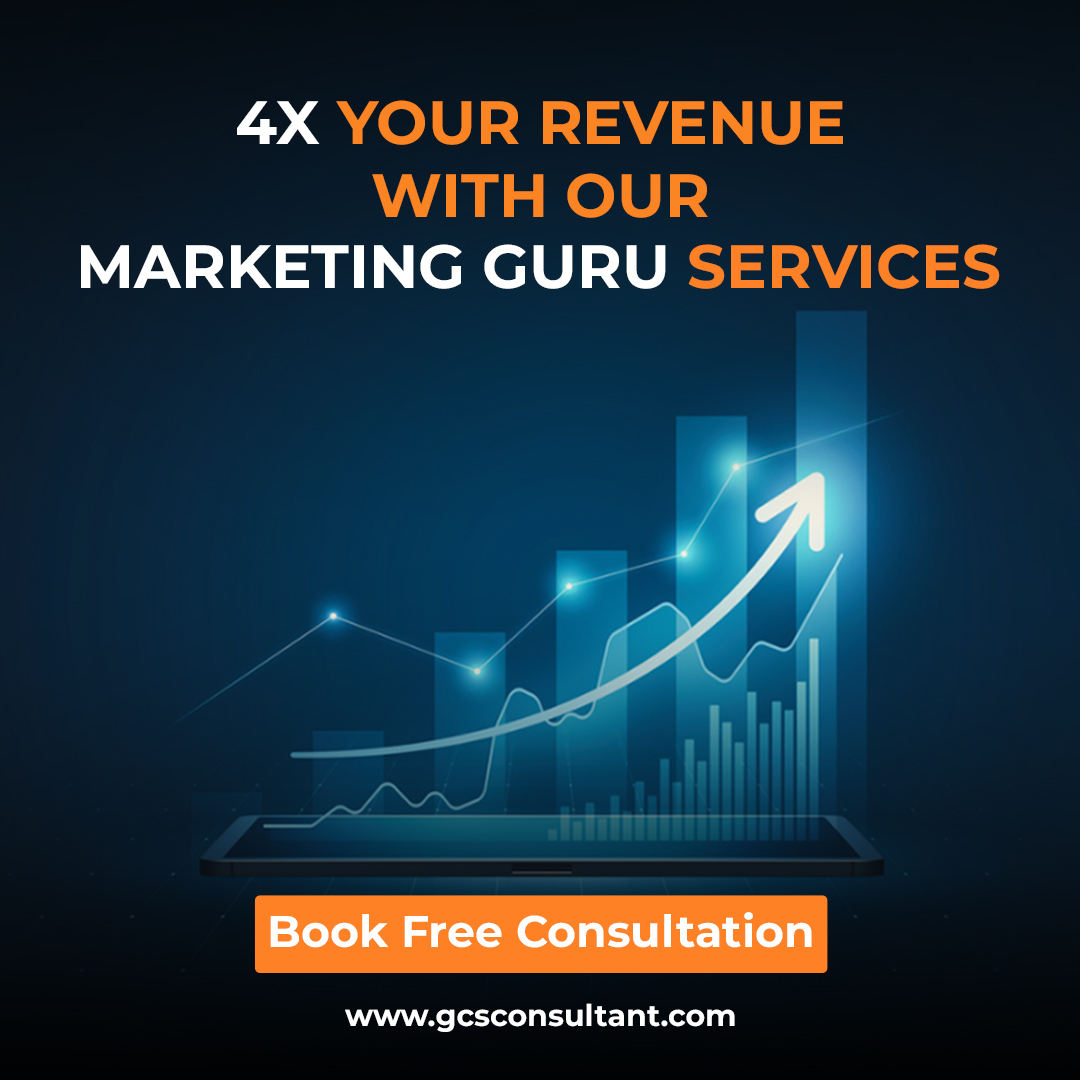 4X YOUR REVENUE
WITH OUR
MARKETING GURU SERVICES
Book Free Consultation
www.gcsconsultant.com